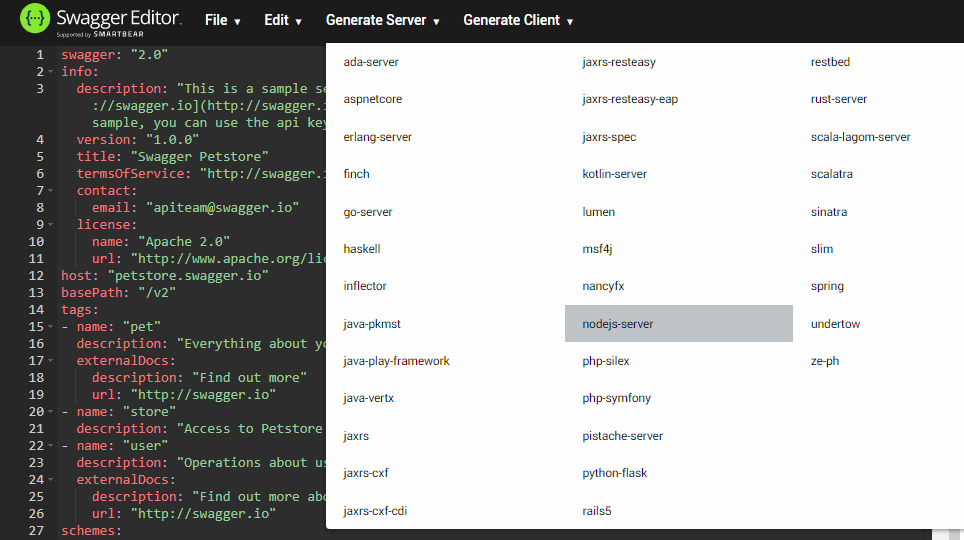 Swagger Editor.
Supported by SMARTBEAR
File ▾ Edit ▾ Generate Server ▾ Generate Client ▾
1 swagger: "2.0"
2 info:
3 description: "This is a sample
://swagger.io](http://swagger.
sample, you can use the api
4 version: "1.0.0"
5 title: "Swagger Petstore"
6 termsOfService: "http://swagger.
7 contact:
8 email: "apiteam@swagger.io"
9 license:
10 name: "Apache 2.0"
11 url: "http://www.apache.org/
12 host: "petstore.swagger.io"
13 basePath: "/v2"
14 tags:
15 - name: "pet"
16 description: "Everything about
17 externalDocs:
18 description: "Find out more"
19 url: "http://swagger.io"
20 - name: "store"
21 description: "Access to Petstore
22 - name: "user"
23 description: "Operations about
24 externalDocs:
25 description: "Find out more
26 url: "http://swagger.io"
27 schemes:
ada-server
aspnetcore
erlang-server
finch
go-server
haskell
inflector
java-pkmst
java-play-framework
java-vertx
jaxrs
jaxrs-cxf
jaxrs-cxf-cdi
jaxrs-resteasy
jaxrs-resteasy-eap
jaxrs-spec
kotlin-server
lumen
msf4j
nancyfx
nodejs-server
php-silex
php-symfony
pistache-server
python-flask
rails5
restbed
rust-server
scala-lagom-server
scalatra
sinatra
slim
spring
undertow
ze-ph